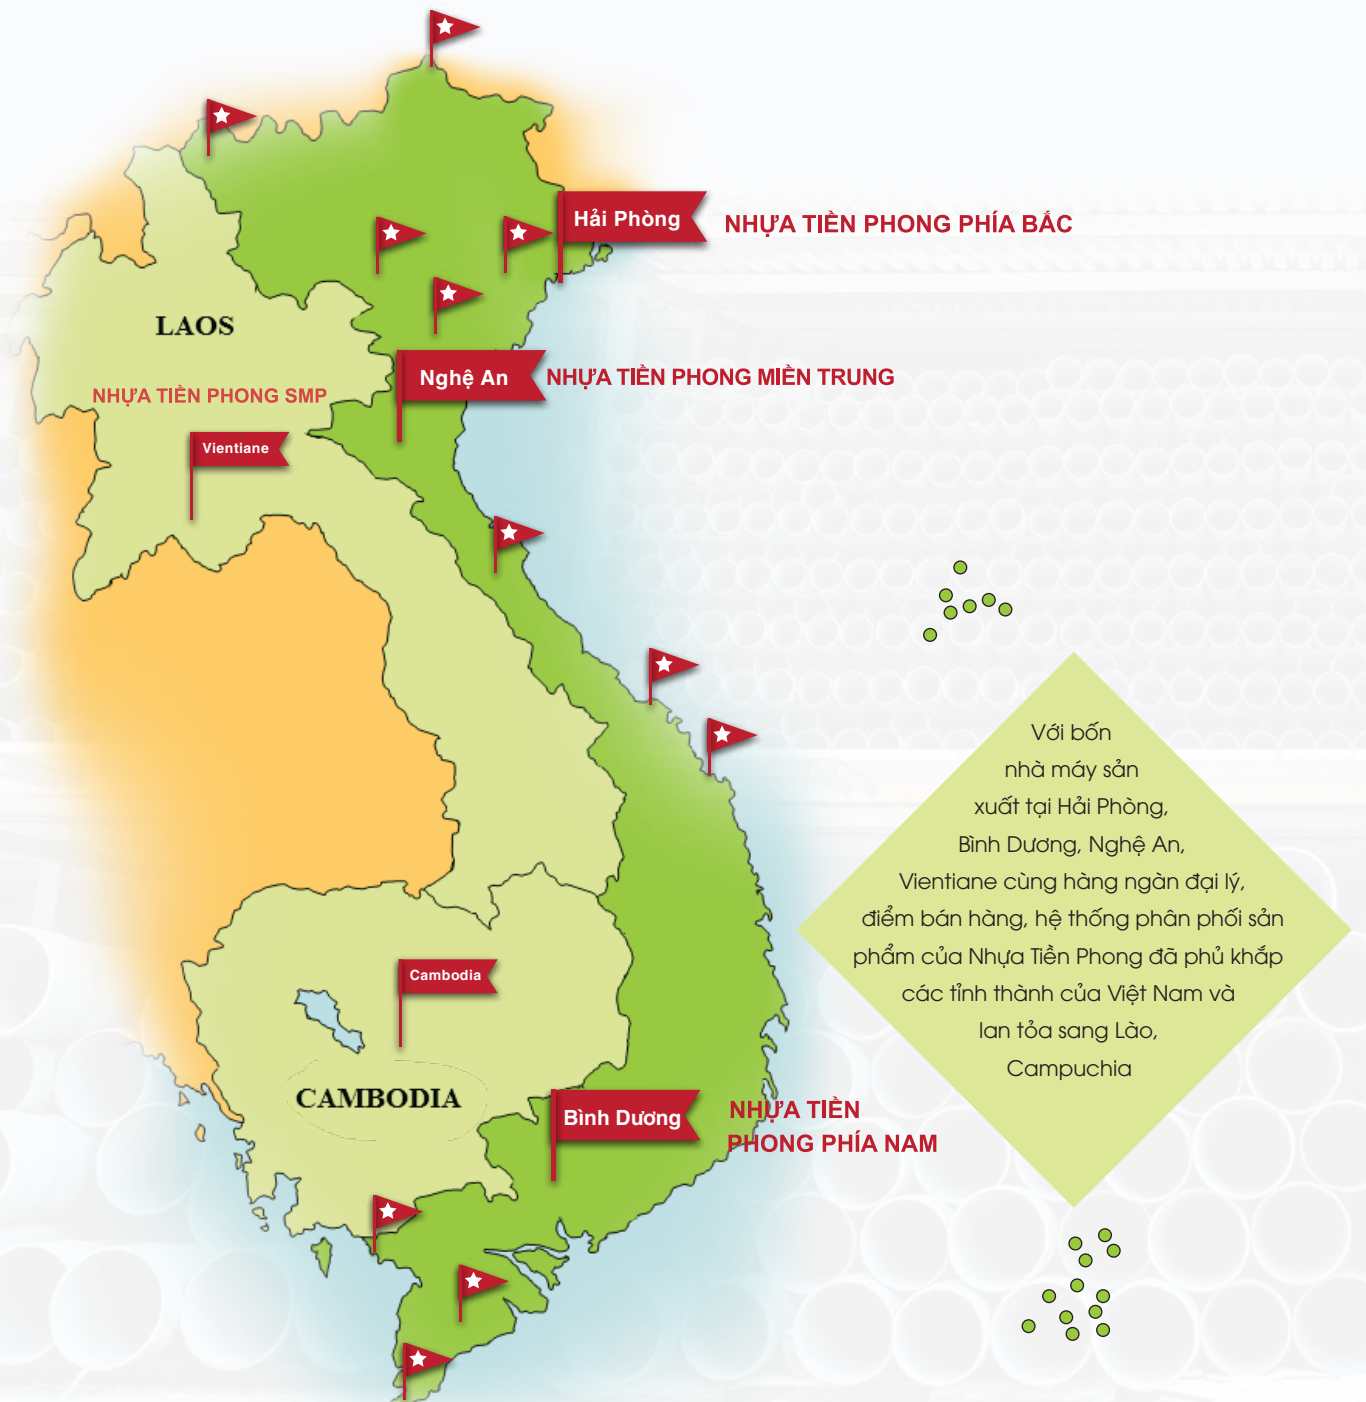 Hải Phòng
NHỰA TIỀN PHONG PHÍA BẮC
LAOS
Nghệ An
NHỰA TIỀN PHONG MIỀN TRUNG
NHỰA TIỀN PHONG SMP
Vientiane
Với bốn
nhà máy sản
xuất tại Hải Phòng,
Bình Dương, Nghệ An,
Vientiane cùng hàng ngàn đại lý,
điểm bán hàng, hệ thống phân phối sản
phẩm của Nhựa Tiền Phong đã phủ khắp
các tỉnh thành của Việt Nam và
lan tỏa sang Lào,
Campuchia
Cambodia
CAMBODIA
Bình Dương
NHỰA TIỀN
PHONG PHÍA NAM